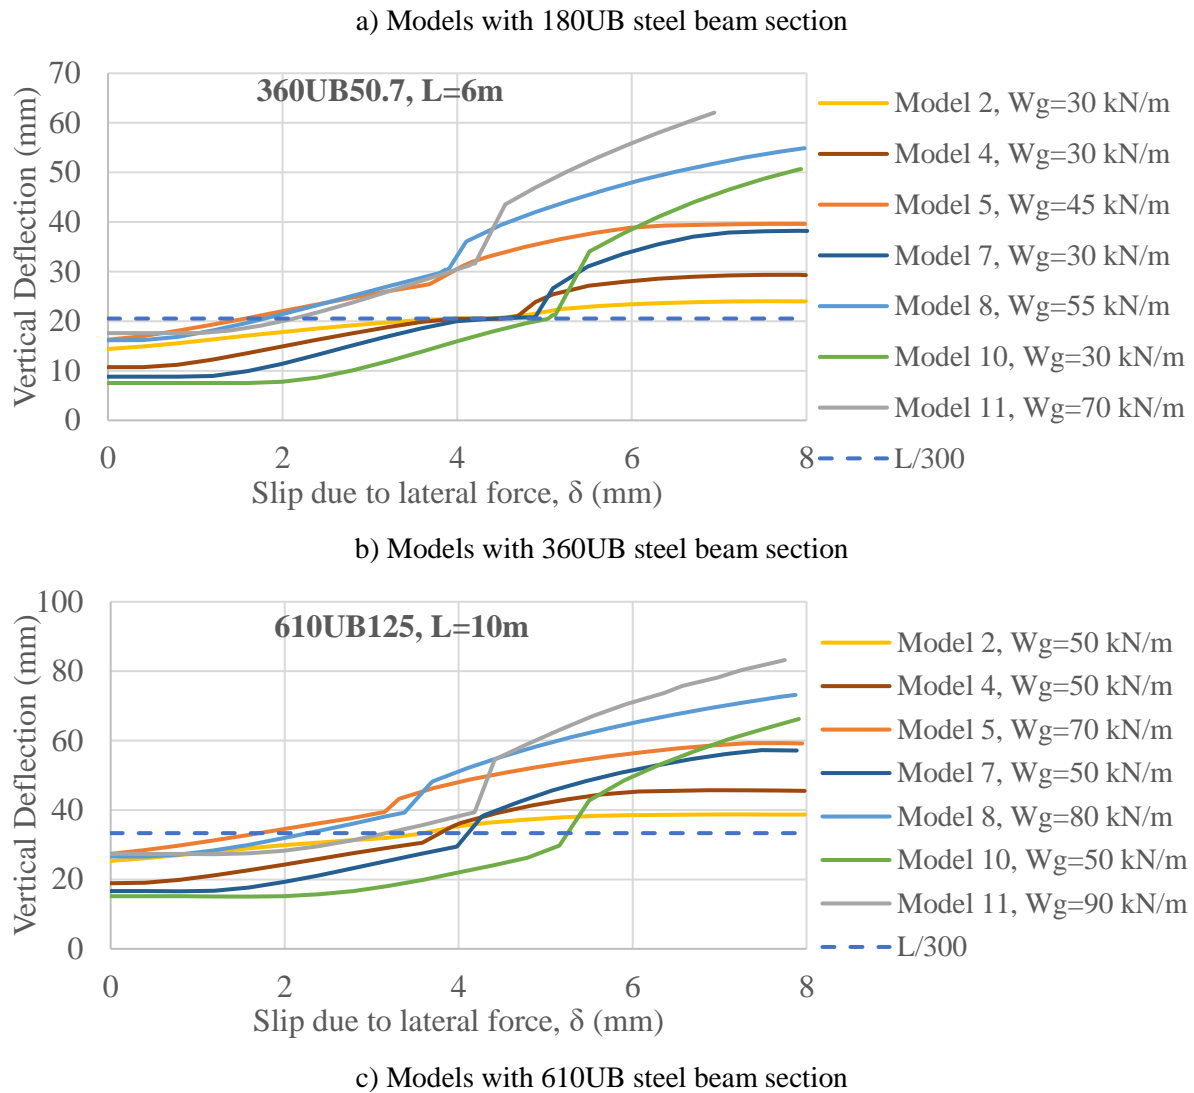 a) Models with 180UB steel beam section
360UB50.7, L=6m
Vertical Deflection (mm)
70
60
50
40
30
20
10
0
0 2 4 6 8
Slip due to lateral force, δ (mm)
Model 2, Wg=30 kN/m
Model 4, Wg=30 kN/m
Model 5, Wg=45 kN/m
Model 7, Wg=30 kN/m
Model 8, Wg=55 kN/m
Model 10, Wg=30 kN/m
Model 11, Wg=70 kN/m
L/300
b) Models with 360UB steel beam section
610UB125, L=10m
Vertical Deflection (mm)
100
80
60
40
20
0
0 2 4 6 8
Slip due to lateral force, δ (mm)
Model 2, Wg=50 kN/m
Model 4, Wg=50 kN/m
Model 5, Wg=70 kN/m
Model 7, Wg=50 kN/m
Model 8, Wg=80 kN/m
Model 10, Wg=50 kN/m
Model 11, Wg=90 kN/m
L/300
c) Models with 610UB steel beam section